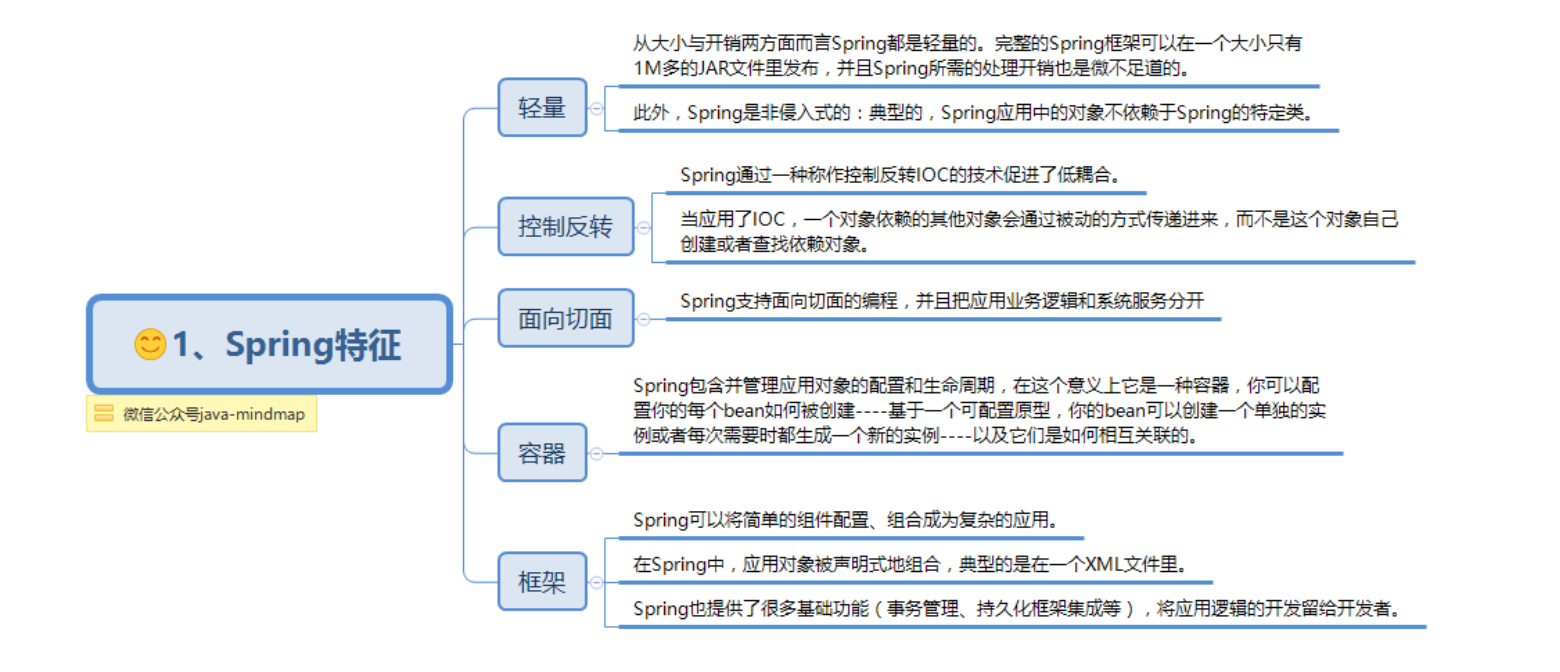 从大小与开销两方面而言Spring都是轻量的。完整的Spring框架可以在一个大小只有
1M多的JAR文件里发布，并且Spring所需的处理开销也是微不足道的。
轻量
此外，Spring是非侵入式的：典型的，Spring应用中的对象不依赖于Spring的特定类。
Spring通过一种称作控制反转IOC的技术促进了低耦合。
控制反转
当应用了IOC，一个对象依赖的其他对象会通过被动的方式传递进来，而不是这个对象自己
创建或者查找依赖对象。
面向切面
Spring支持面向切面的编程，并且把应用业务逻辑和系统服务分开
1、Spring特征
微信公众号java-mindmap
Spring包含并管理应用对象的配置和生命周期，在这个意义上它是一种容器，你可以配
置你的每个bean如何被创建----基于一个可配置原型，你的bean可以创建一个单独的实
例或者每次需要时都生成一个新的实例----以及它们是如何相互关联的。
容器
Spring可以将简单的组件配置、组合成为复杂的应用。
框架
在Spring中，应用对象被声明式地组合，典型的是在一个XML文件里。
Spring也提供了很多基础功能（事务管理、持久化框架集成等），将应用逻辑的开发留给开发者。